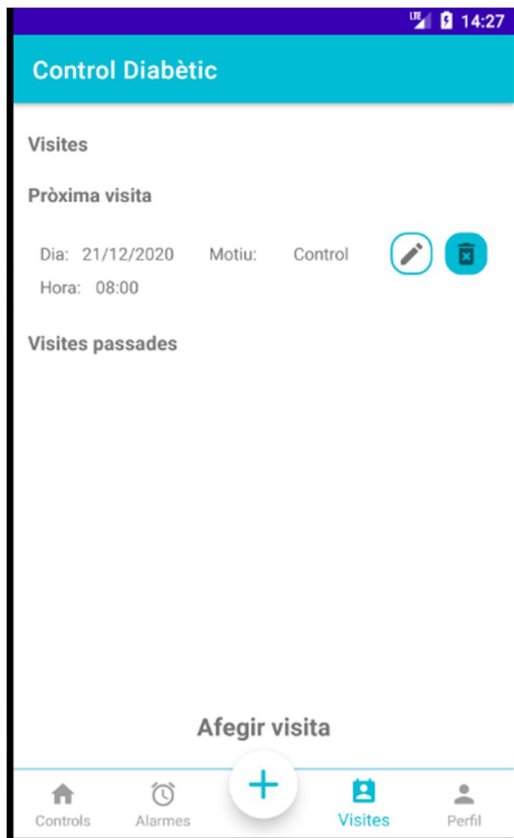 LTE 14:27
Control Diabètic
Visites
Pròxima visita
Dia: 21/12/2020 Motiu: Control
Hora: 08:00
Visites passades
Afegir visita
Controls Alarmes Visites Perfil